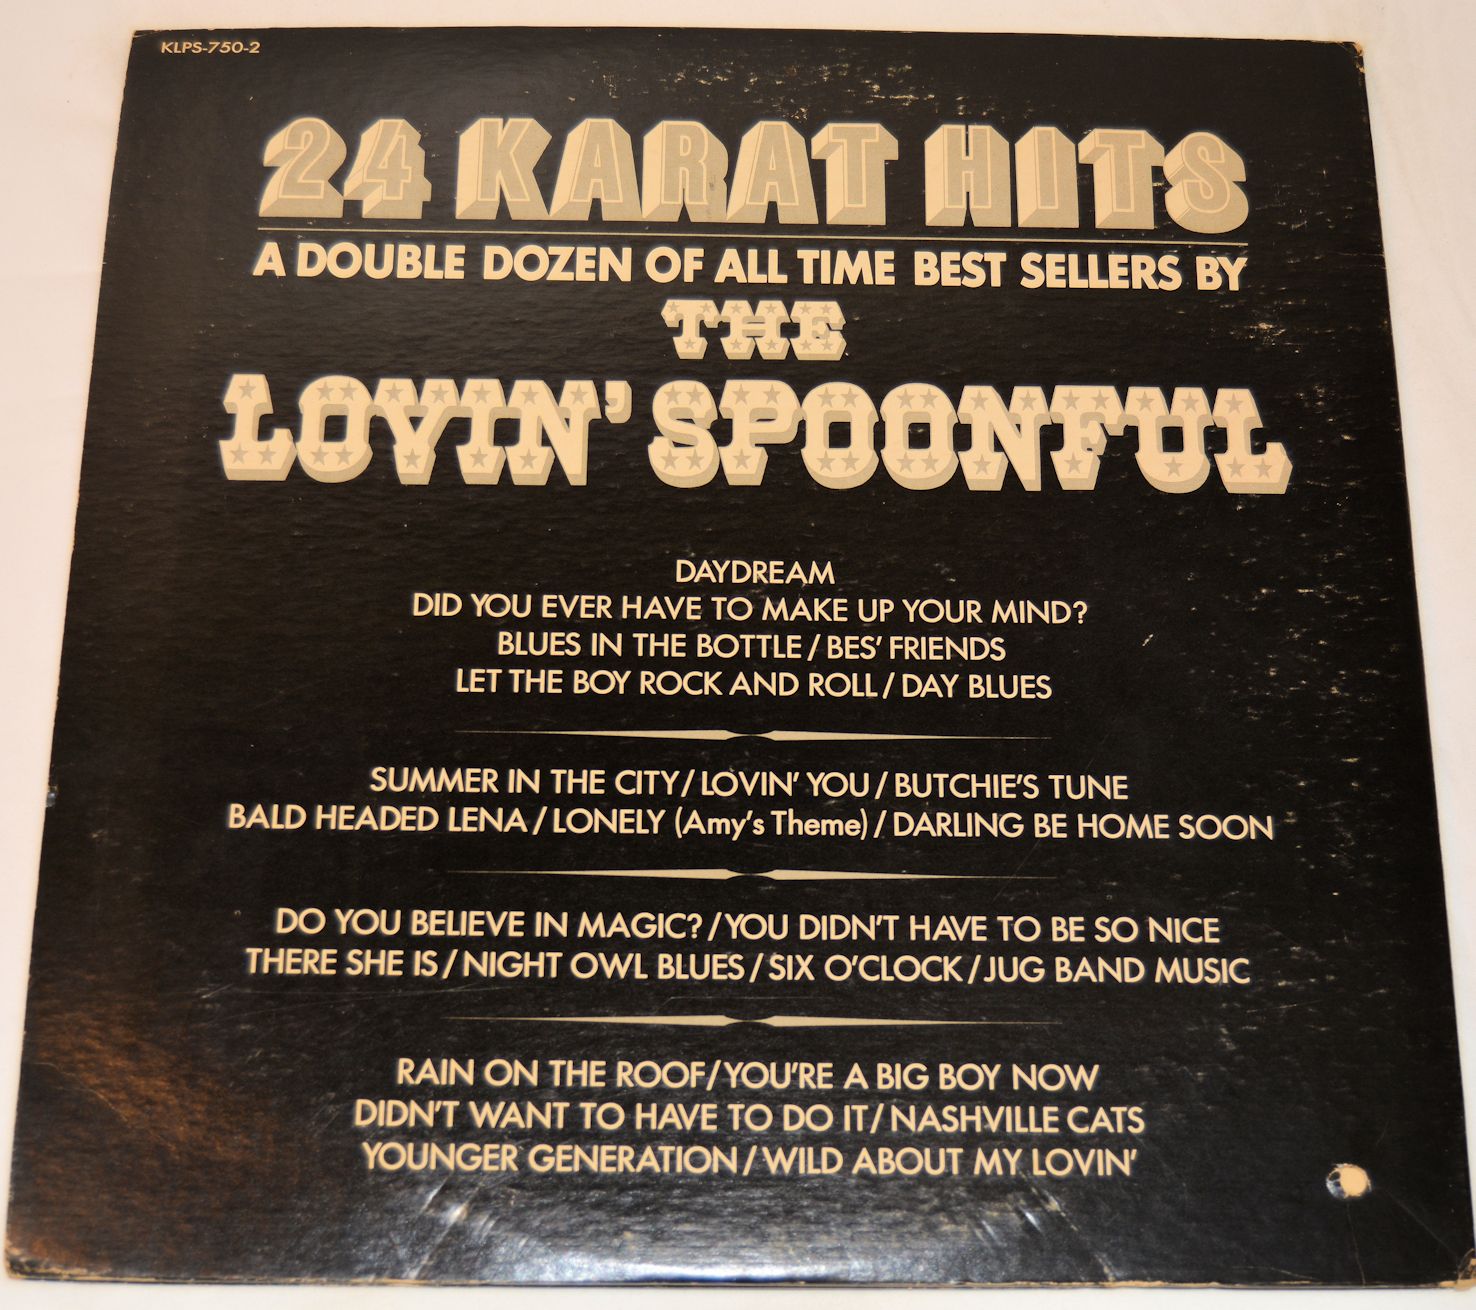 KLPS-750-2
24 KARAT HITS
A DOUBLE DOZEN OF ALL TIME BEST SELLERS BY
THE
LOVIN' SPOONFUL
DAYDREAM
DID YOU EVER HAVE TO MAKE UP YOUR MIND?
BLUES IN THE BOTTLE / BES' FRIENDS
LET THE BOY ROCK AND ROLL / DAY BLUES
SUMMER IN THE CITY / LOVIN' YOU / BUTCHIE'S TUNE
BALD HEADED LENA / LONELY (Amy's Theme) / DARLING BE HOME SOON
DO YOU BELIEVE IN MAGIC? / YOU DIDN'T HAVE TO BE SO NICE
THERE SHE IS / NIGHT OWL BLUES / SIX O'CLOCK / JUG BAND MUSIC
RAIN ON THE ROOF / YOU'RE A BIG BOY NOW
DIDN'T WANT TO HAVE TO DO IT / NASHVILLE CATS
YOUNGER GENERATION / WILD ABOUT MY LOVIN'